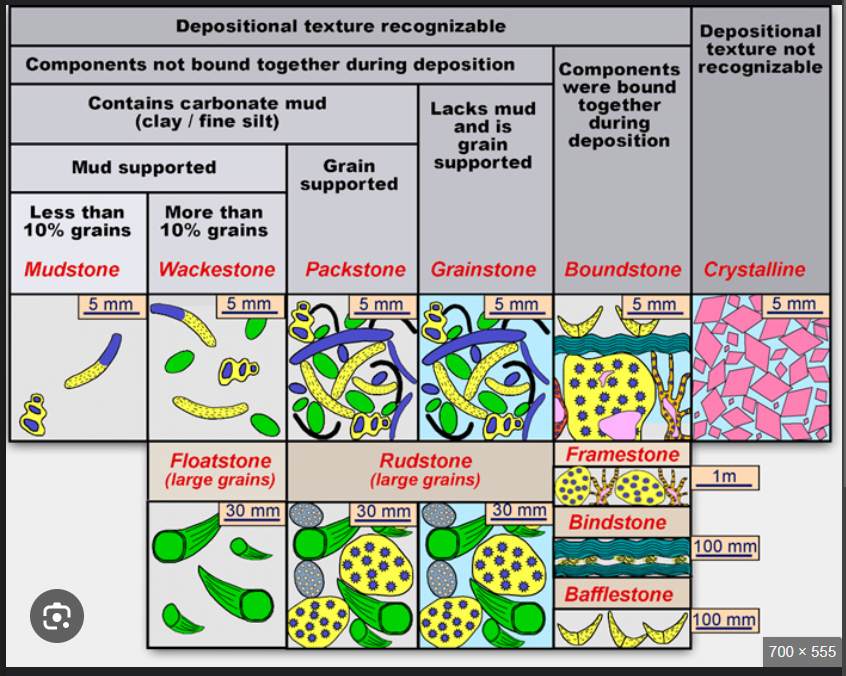 Depositional texture recognizable
Depositional
texture not
recognizable
Components not bound together during deposition
Components
were bound
together
during
deposition
Contains carbonate mud
(clay / fine silt)
Lacks mud
and is
grain
supported
Mud supported
Grain
supported
Less than
10% grains
More than
10% grains
Mudstone
Wackestone
Packstone
Grainstone
Boundstone
Crystalline
5 mm
5 mm
5 mm
5 mm
5 mm
5 mm
Floatstone
(large grains)
Rudstone
(large grains)
Framestone
1m
30 mm
30 mm
30 mm
Bindstone
100 mm
Bafflestone
100 mm
700 × 555